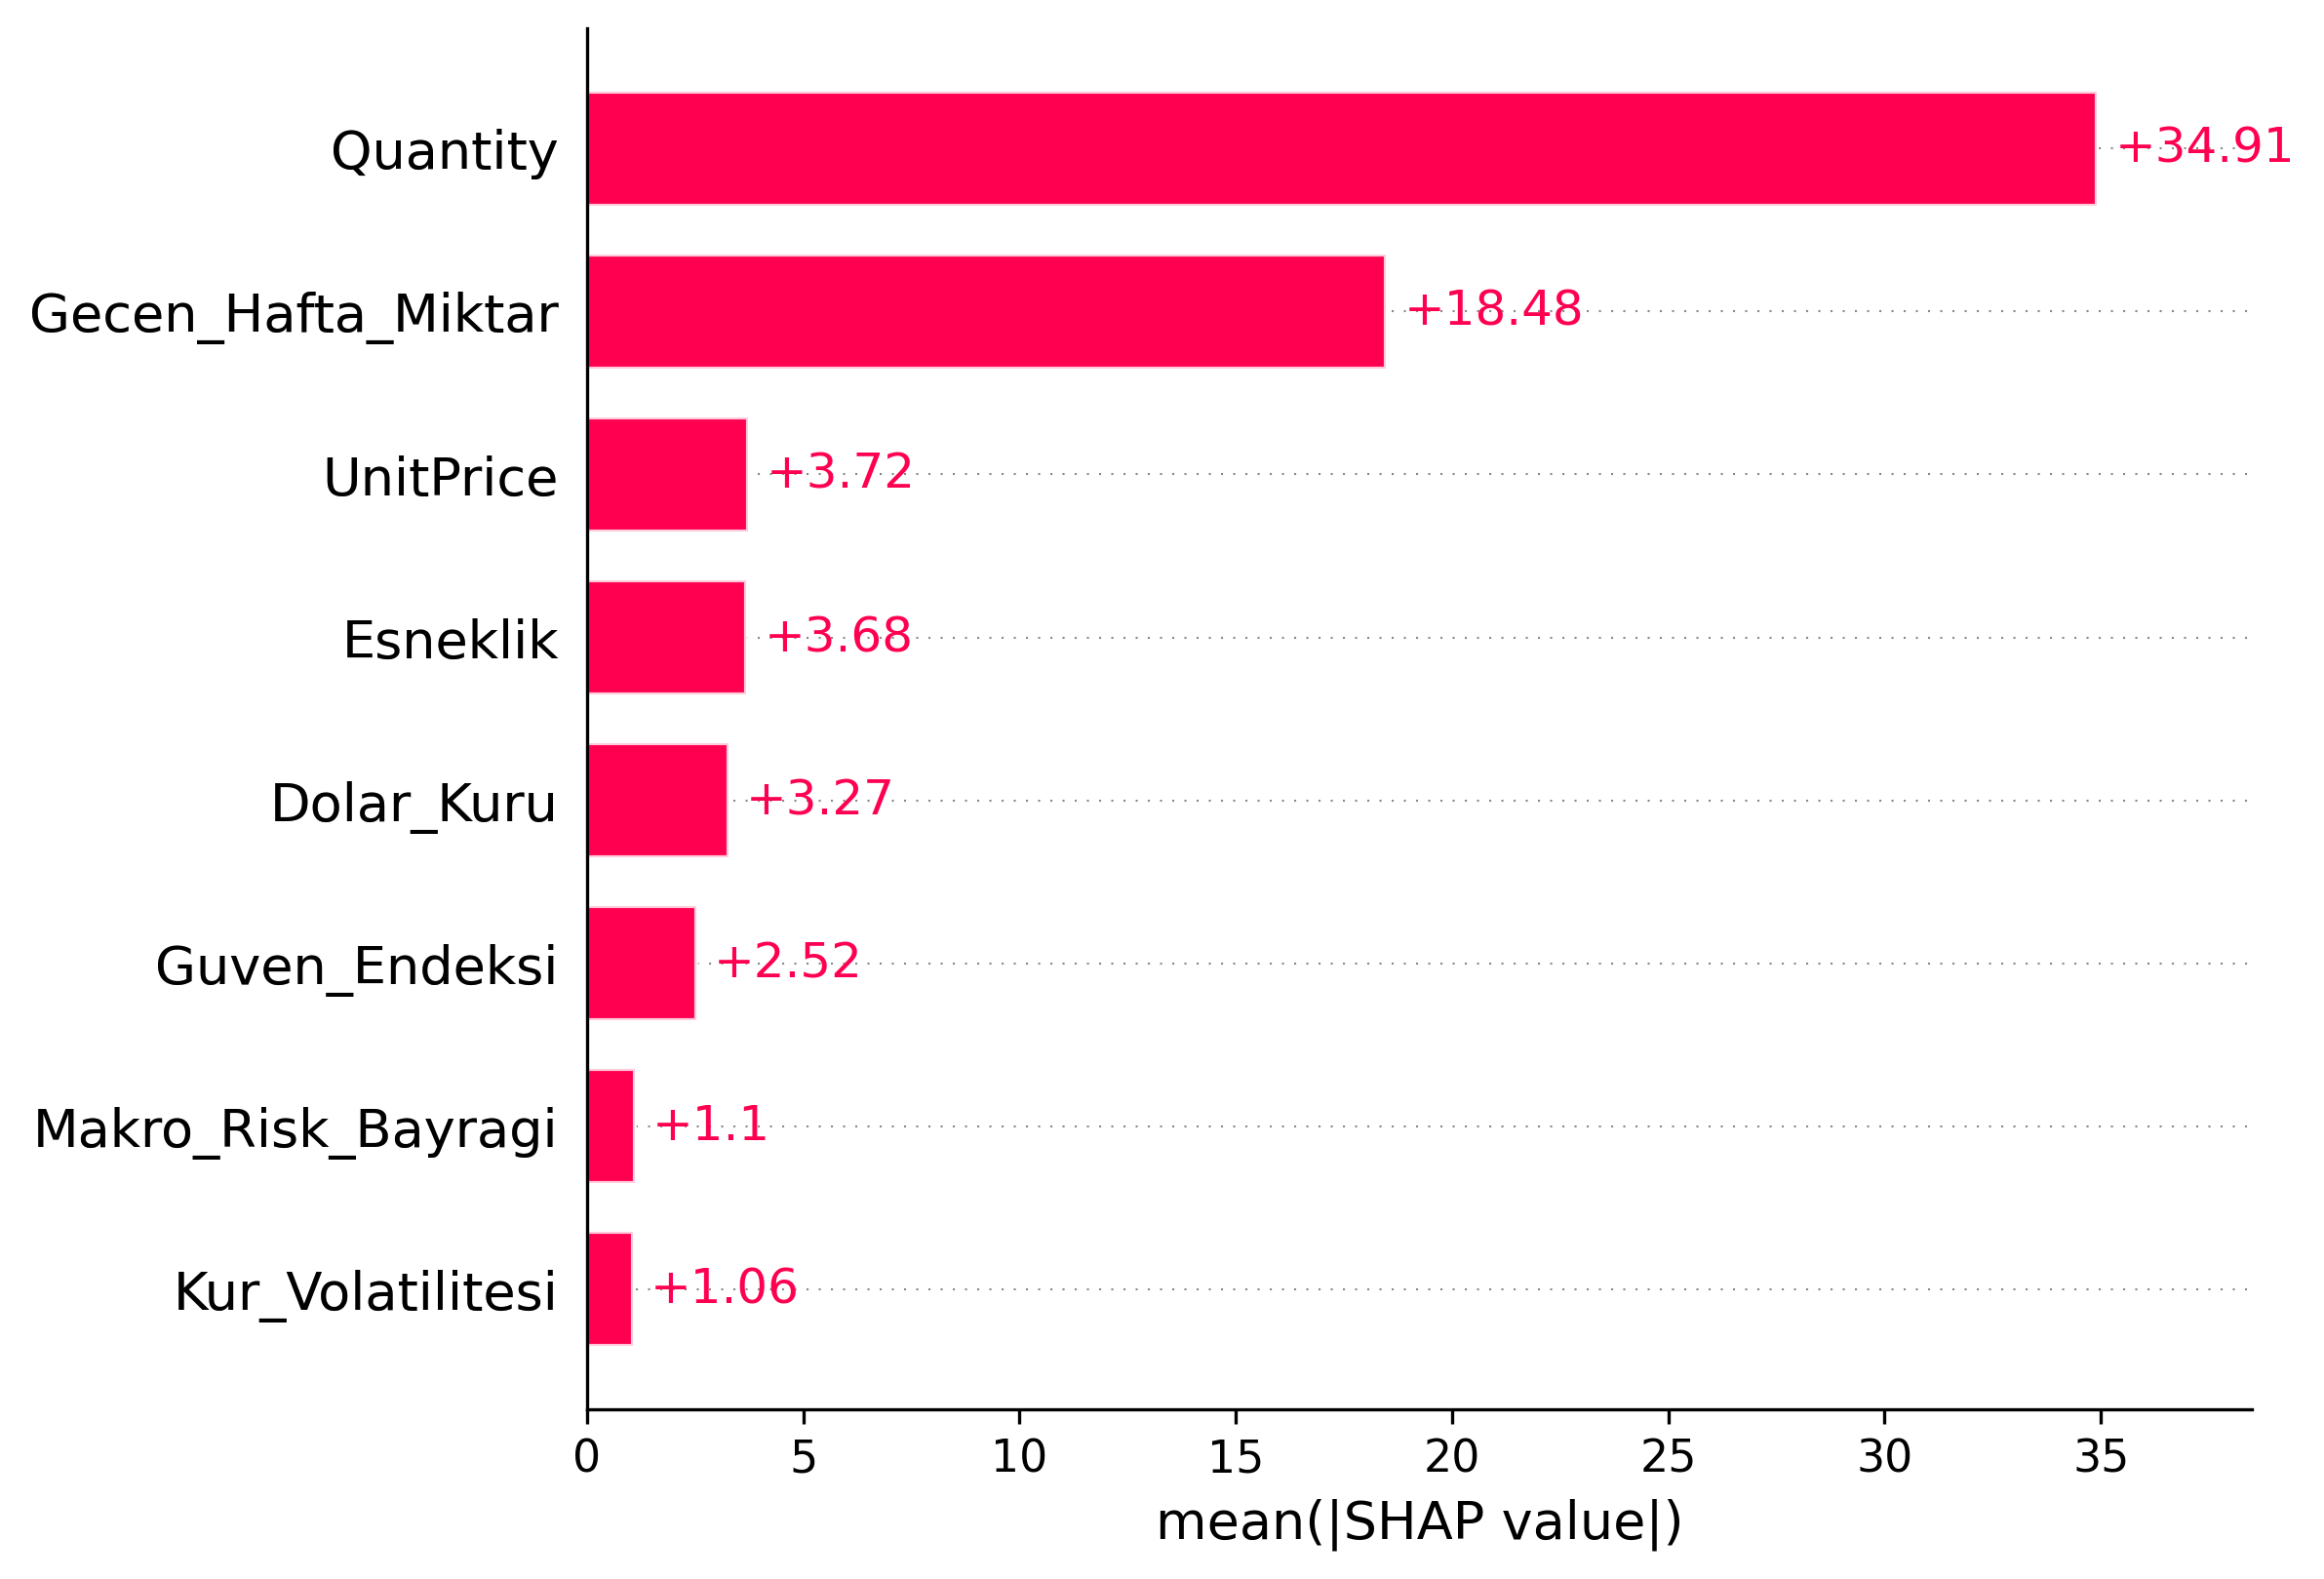 Quantity +34.91
Gecen_Hafta_Miktar +18.48
UnitPrice +3.72
Esneklik +3.68
Dolar_Kuru +3.27
Guven_Endeksi +2.52
Makro_Risk_Bayragi +1.1
Kur_Volatilitesi +1.06
0 5 10 15 20 25 30 35
mean(|SHAP value|)